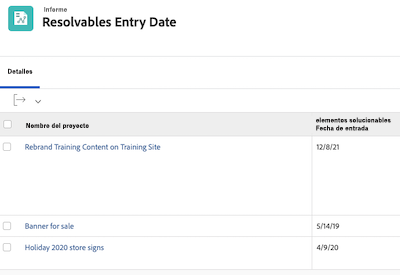 Informe
Resolvables Entry Date
Detalles
Nombre del proyecto
elementos solucionables
Fecha de entrada
Rebrand Training Content on Training Site
12/8/21
Banner for sale
5/14/19
Holiday 2020 store signs
4/9/20